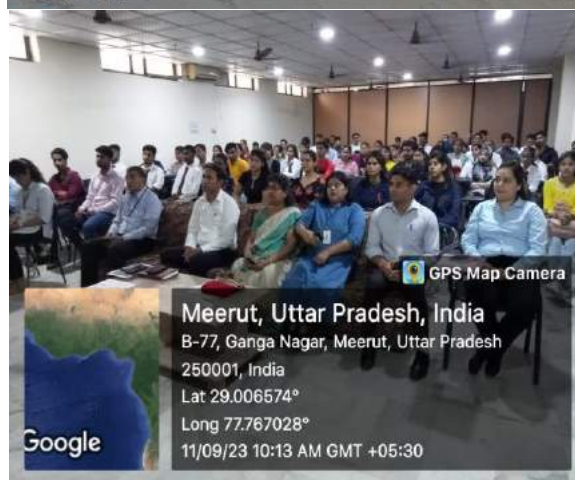 GPS Map Camera
Meerut, Uttar Pradesh, India
B-77, Ganga Nagar, Meerut, Uttar Pradesh
250001, India
Lat 29.006574°
Long 77.767028°
11/09/23 10:13 AM GMT +05:30
Google